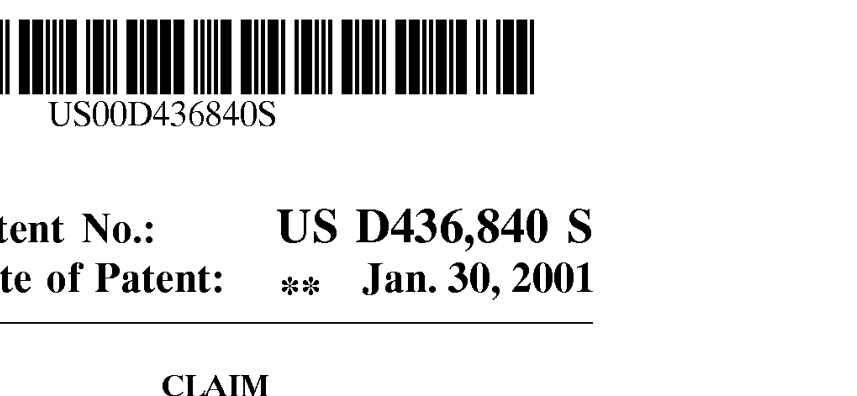 US00D436840S
tent No.: US D436,840 S
te of Patent: ** Jan. 30, 2001
CLAIM